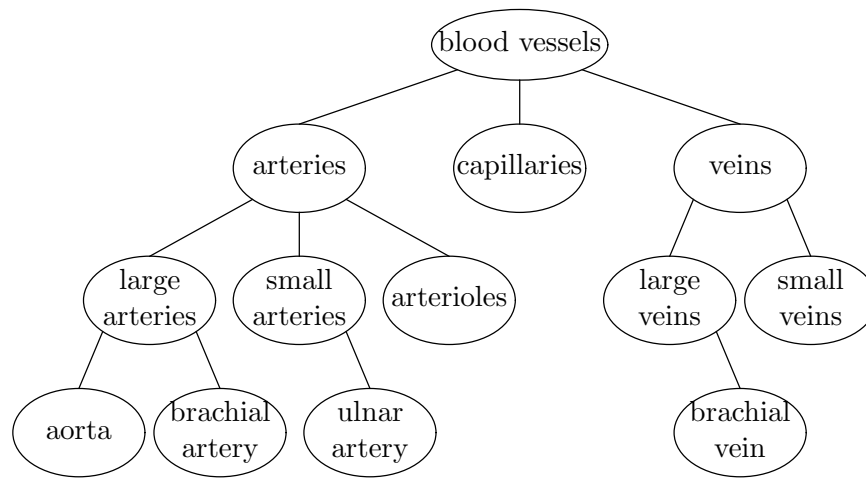 blood vessels
arteries
capillaries
veins
large
arteries
small
arteries
arterioles
large
veins
small
veins
aorta
brachial
artery
ulnar
artery
brachial
vein